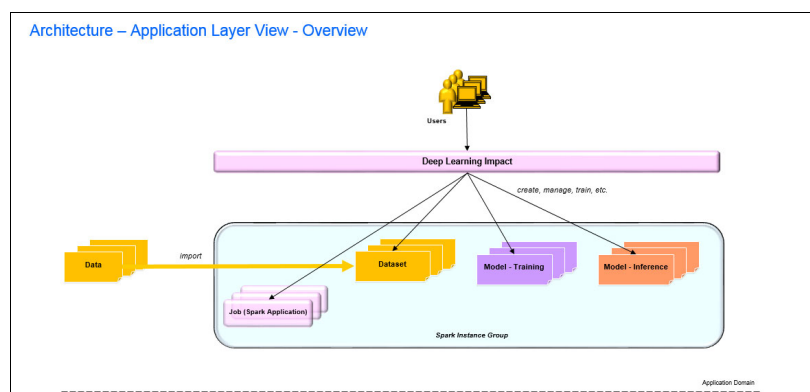 Architecture – Application Layer View - Overview
Users
Deep Learning Impact
create, manage, train, etc.
import
Data
Dataset
Model - Training
Model - Inference
Job (Spark Application)
Spark Instance Group
Application Domain